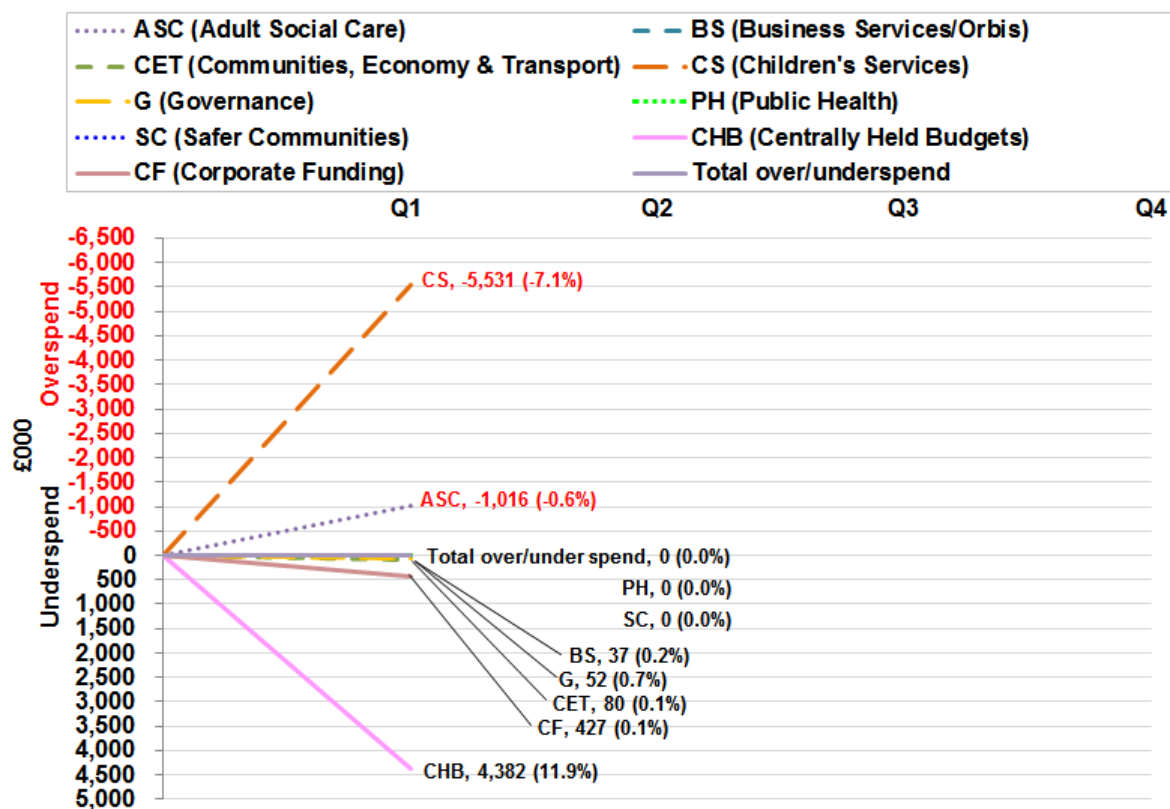 ASC (Adult Social Care) BS (Business Services/Orbis)
CET (Communities, Economy & Transport) CS (Children's Services)
G (Governance) PH (Public Health)
SC (Safer Communities) CHB (Centrally Held Budgets)
CF (Corporate Funding) Total over/underspend
Q1 Q2 Q3 Q4
£000
Overspend
Underspend
-6,500
-6,000
-5,500
-5,000
-4,500
-4,000
-3,500
-3,000
-2,500
-2,000
-1,500
-1,000
-500
0
500
1,000
1,500
2,000
2,500
3,000
3,500
4,000
4,500
5,000
CS, -5,531 (-7.1%)
ASC, -1,016 (-0.6%)
Total over/under spend, 0 (0.0%)
PH, 0 (0.0%)
SC, 0 (0.0%)
BS, 37 (0.2%)
G, 52 (0.7%)
CET, 80 (0.1%)
CF, 427 (0.1%)
CHB, 4,382 (11.9%)